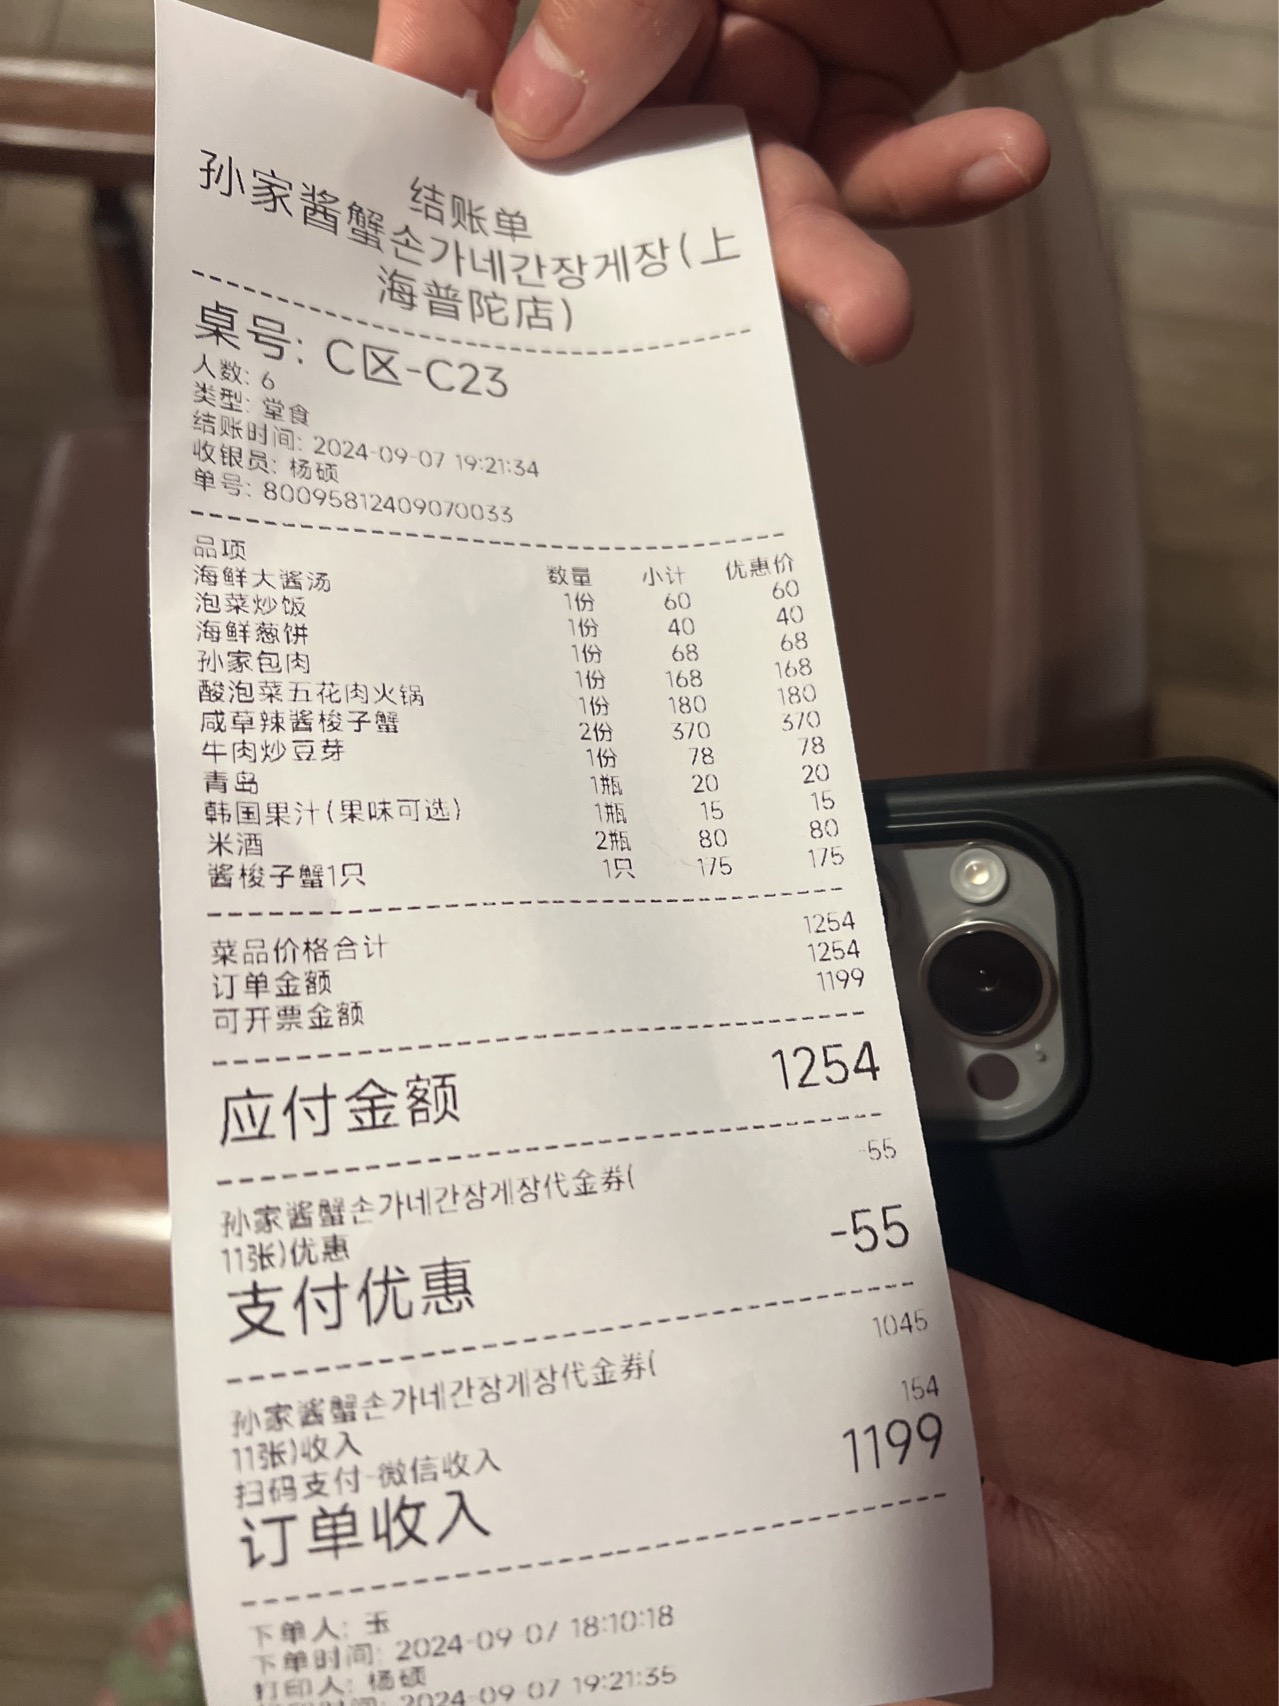 结账单
孙家酱蟹손가네간장게장(上
海普陀店)
桌号: C区-C23
人数: 6
类型: 堂食
结账时间: 2024-09-07 19:21:34
收银员: 杨硕
单号: 80095812409070033
品项 数量 小计 优惠价
海鲜大酱汤 1份 60 60
泡菜炒饭 1份 40 40
海鲜葱饼 1份 68 68
孙家包肉 1份 168 168
酸泡菜五花肉火锅 1份 180 180
咸草辣酱梭子蟹 2份 370 370
牛肉炒豆芽 1份 78 78
青岛 1瓶 20 20
韩国果汁(果味可选) 1瓶 15 15
米酒 2瓶 80 80
酱梭子蟹1只 1只 175 175
菜品价格合计 1254
订单金额 1254
可开票金额 1199
应付金额 1254
孙家酱蟹손가네간장게장代金券( -55
11张)优惠
支付优惠 -55
孙家酱蟹손가네간장게장代金券( 1045
11张)收入
扫码支付-微信收入 154
订单收入 1199
下单人: 玉
下单时间: 2024-09-07 18:10:18
打印人: 杨硕
打印时间: 2024-09-07 19:21:35